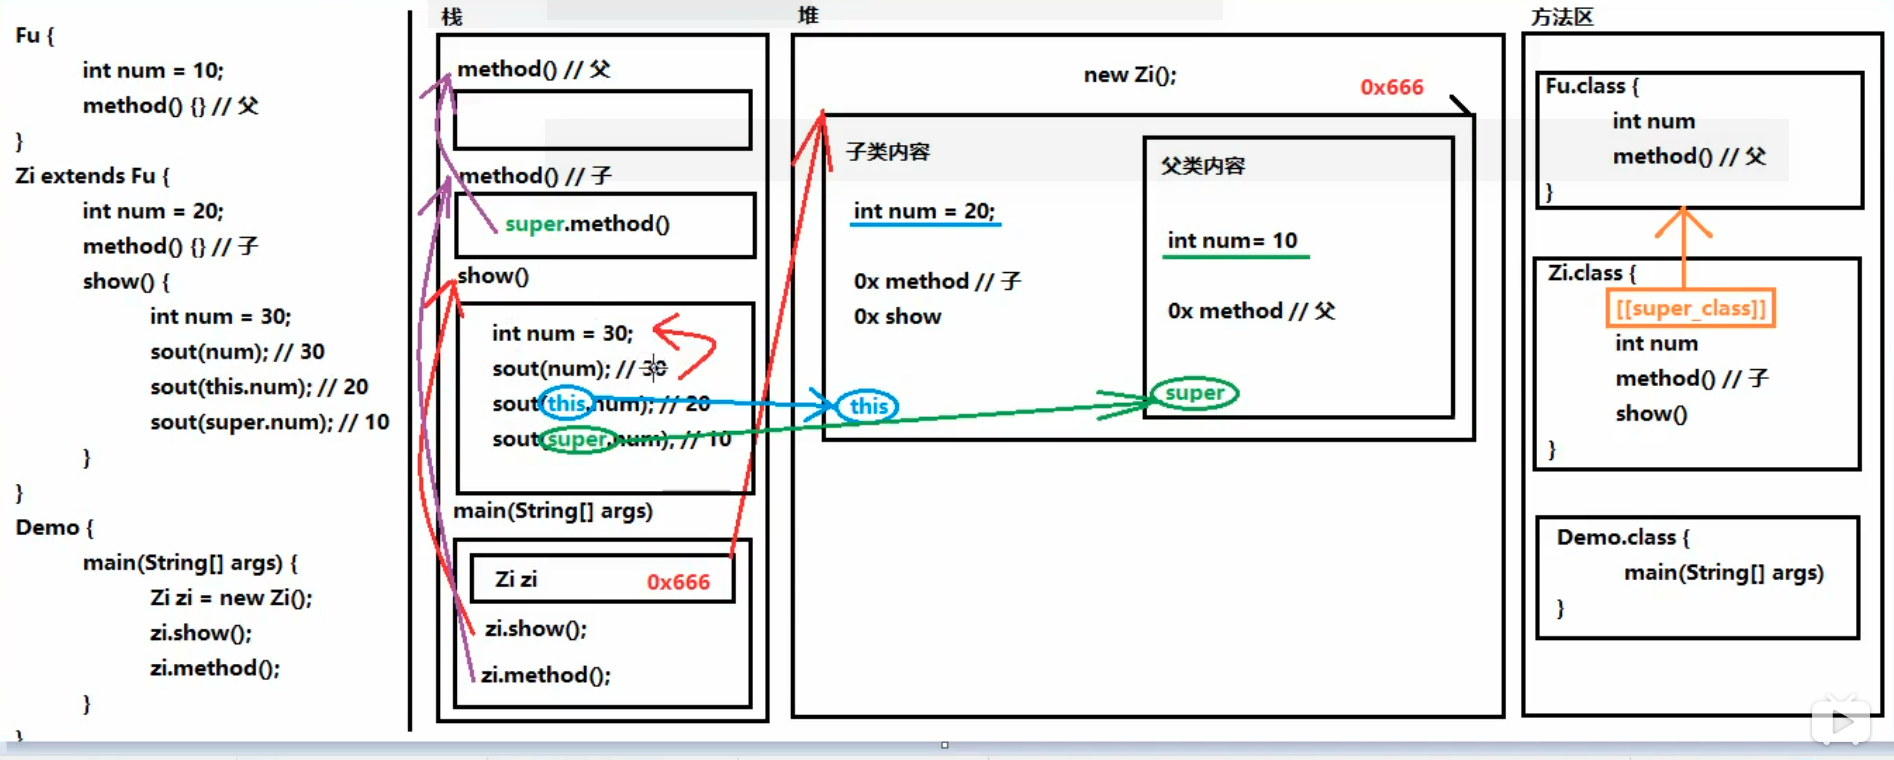 Fu {
int num = 10;
method() {} // 父
}
Zi extends Fu {
int num = 20;
method() {} // 子
show() {
int num = 30;
sout(num); // 30
sout(this.num); // 20
sout(super.num); // 10
}
}
Demo {
main(String[] args) {
Zi zi = new Zi();
zi.show();
zi.method();
}
}
栈
method() // 父
method() // 子
super.method()
show()
int num = 30;
sout(num); // 30
sout(this.num); // 20
sout(super.num); // 10
main(String[] args)
Zi zi 0x666
zi.show();
zi.method();
堆
new Zi();
0x666
子类内容
int num = 20;
0x method // 子
0x show
this
父类内容
int num= 10
0x method // 父
super
方法区
Fu.class {
int num
method() // 父
}
Zi.class {
[[super_class]]
int num
method() // 子
show()
}
Demo.class {
main(String[] args)
}